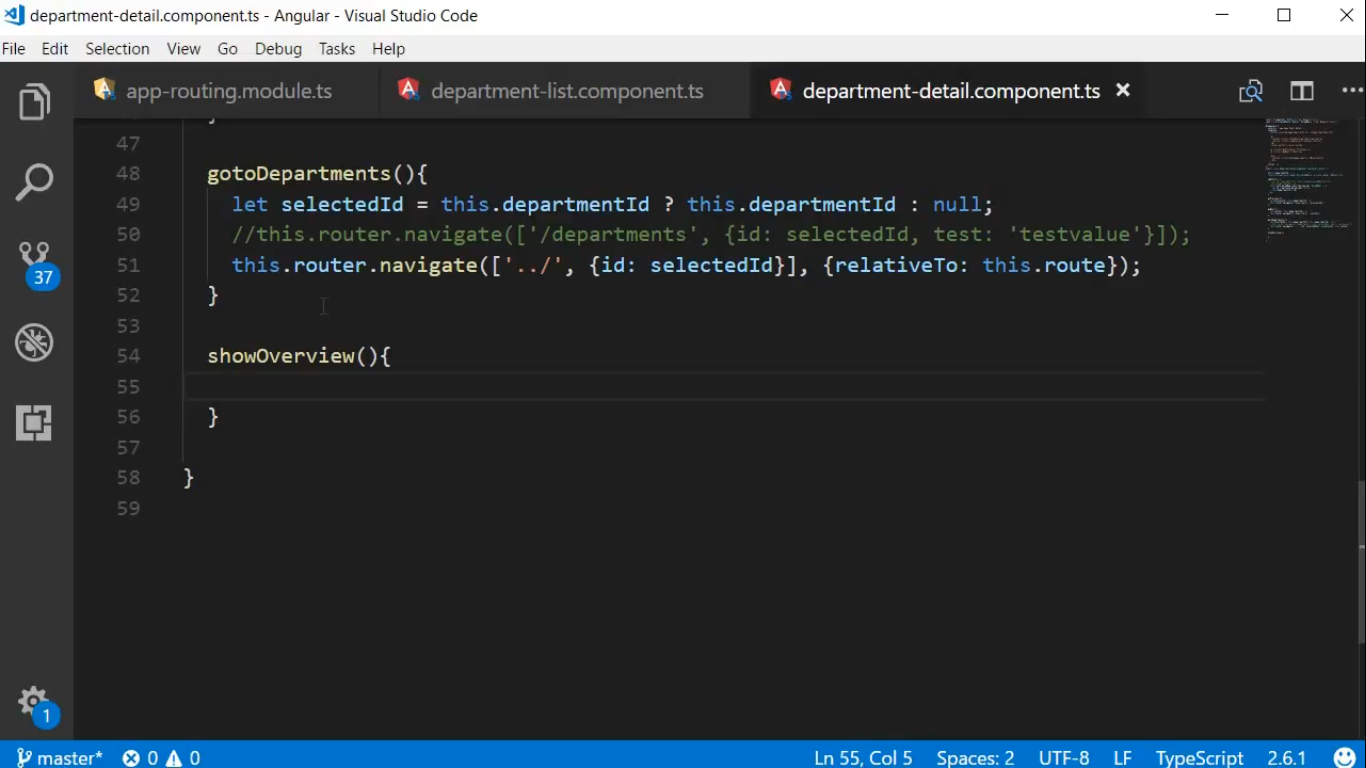 department-detail.component.ts - Angular - Visual Studio Code
File Edit Selection View Go Debug Tasks Help
app-routing.module.ts department-list.component.ts department-detail.component.ts
47
48 gotoDepartments(){
49 let selectedId = this.departmentId ? this.departmentId : null;
50 //this.router.navigate(['/departments', {id: selectedId, test: 'testvalue'}]);
51 this.router.navigate(['../', {id: selectedId}], {relativeTo: this.route});
52 }
53
54 showOverview(){
55
56 }
57
58 }
59
37
1
master* 0 0 Ln 55, Col 5 Spaces: 2 UTF-8 LF TypeScript 2.6.1